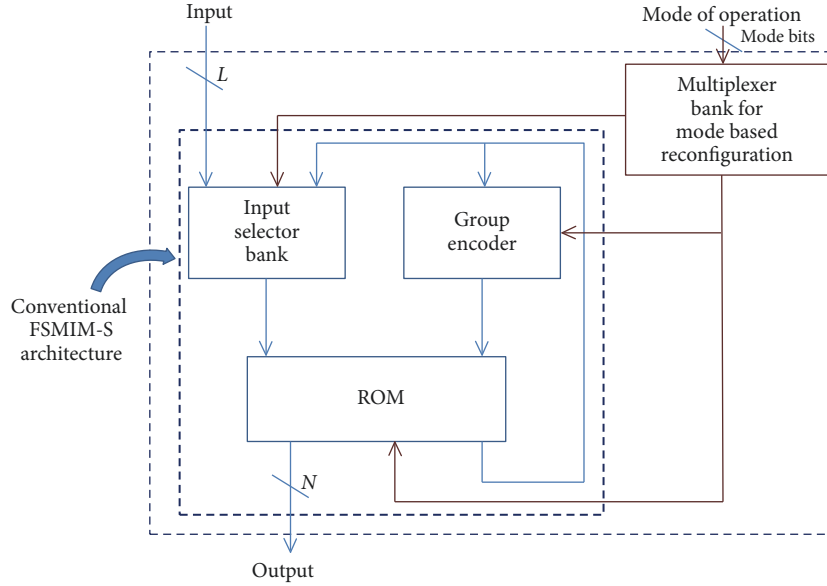 Input
Mode of operation
Mode bits
L
Multiplexer
bank for
mode based
reconfiguration
Input
selector
bank
Group
encoder
Conventional
FSMIM-S
architecture
ROM
N
Output